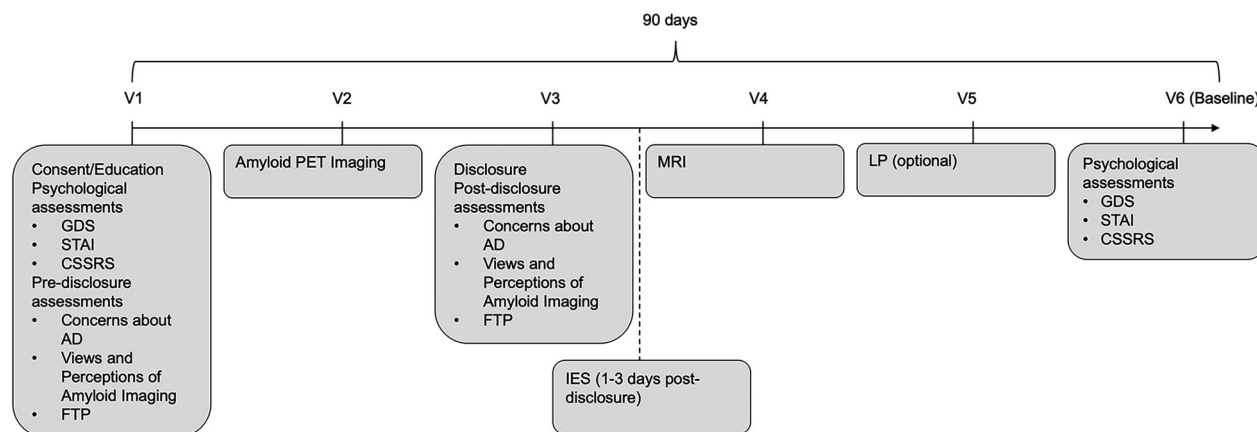 90 days
V1
V2
V3
V4
V5
V6 (Baseline)
Consent/Education
Psychological
assessments
• GDS
• STAI
• CSSRS
Pre-disclosure
assessments
• Concerns about
AD
• Views and
Perceptions of
Amyloid Imaging
• FTP
Amyloid PET Imaging
Disclosure
Post-disclosure
assessments
• Concerns about
AD
• Views and
Perceptions of
Amyloid Imaging
• FTP
IES (1-3 days post-
disclosure)
MRI
LP (optional)
Psychological
assessments
• GDS
• STAI
• CSSRS